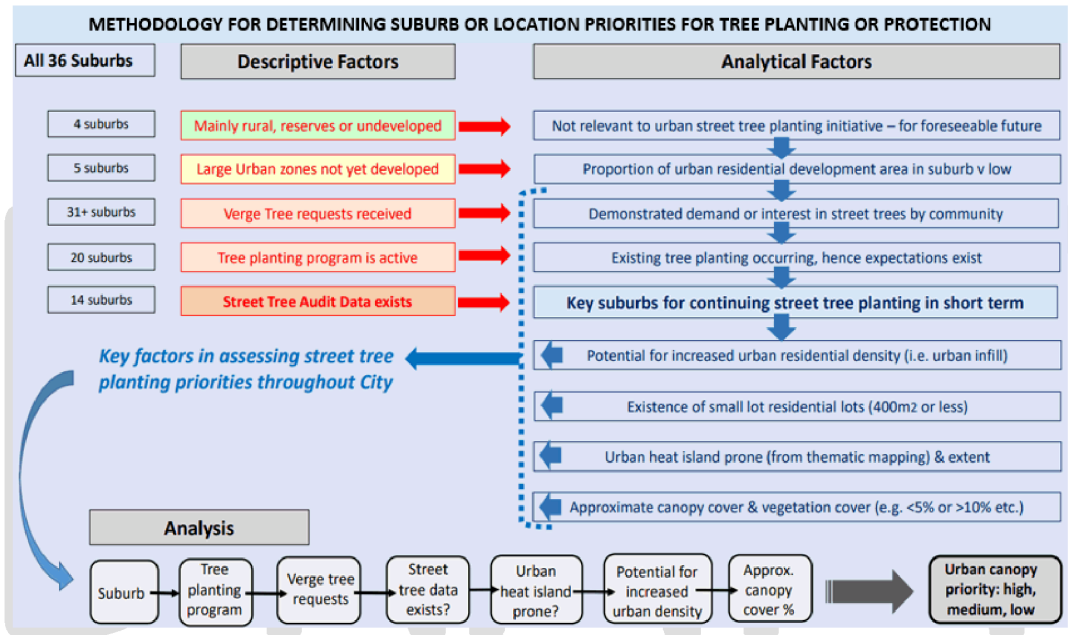 METHODOLOGY FOR DETERMINING SUBURB OR LOCATION PRIORITIES FOR TREE PLANTING OR PROTECTION
All 36 Suburbs
Descriptive Factors
Analytical Factors
4 suburbs
Mainly rural, reserves or undeveloped
Not relevant to urban street tree planting initiative – for foreseeable future
5 suburbs
Large Urban zones not yet developed
Proportion of urban residential development area in suburb v low
31+ suburbs
Verge Tree requests received
Demonstrated demand or interest in street trees by community
20 suburbs
Tree planting program is active
Existing tree planting occurring, hence expectations exist
14 suburbs
Street Tree Audit Data exists
Key suburbs for continuing street tree planting in short term
Key factors in assessing street tree
planting priorities throughout City
Potential for increased urban residential density (i.e. urban infill)
Existence of small lot residential lots (400m2 or less)
Urban heat island prone (from thematic mapping) & extent
Approximate canopy cover & vegetation cover (e.g. <5% or >10% etc.)
Analysis
Suburb
Tree
planting
program
Verge tree
requests
Street
tree data
exists?
Urban
heat island
prone?
Potential for
increased
urban density
Approx.
canopy
cover %
Urban canopy
priority: high,
medium, low